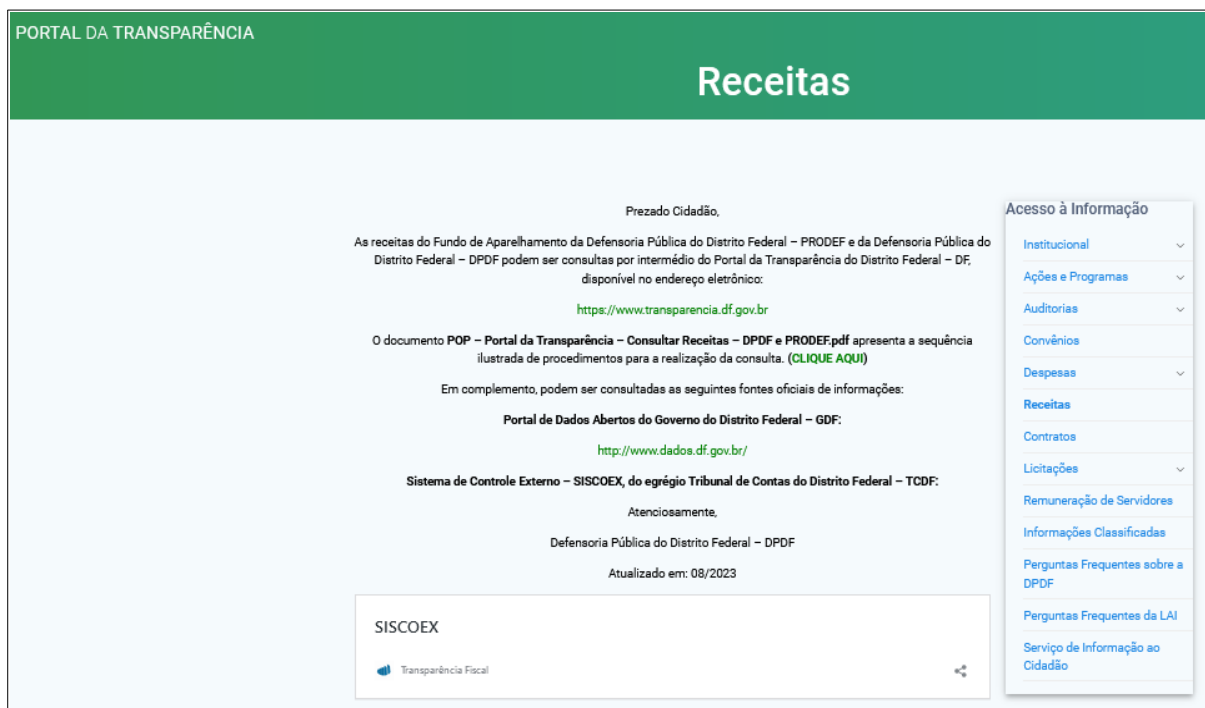 PORTAL DA TRANSPARÊNCIA
Receitas
Prezado Cidadão,
As receitas do Fundo de Aparelhamento da Defensoria Pública do Distrito Federal – PRODEF e da Defensoria Pública do
Distrito Federal – DPDF podem ser consultas por intermédio do Portal da Transparência do Distrito Federal – DF,
disponível no endereço eletrônico:
https://www.transparencia.df.gov.br
O documento POP – Portal da Transparência – Consultar Receitas – DPDF e PRODEF.pdf apresenta a sequência
ilustrada de procedimentos para a realização da consulta. (CLIQUE AQUI)
Em complemento, podem ser consultadas as seguintes fontes oficiais de informações:
Portal de Dados Abertos do Governo do Distrito Federal – GDF:
http://www.dados.df.gov.br/
Sistema de Controle Externo – SISCOEX, do egrégio Tribunal de Contas do Distrito Federal – TCDF:
Atenciosamente,
Defensoria Pública do Distrito Federal – DPDF
Atualizado em: 08/2023
SISCOEX
Transparência Fiscal
Acesso à Informação
Institucional
Ações e Programas
Auditorias
Convênios
Despesas
Receitas
Contratos
Licitações
Remuneração de Servidores
Informações Classificadas
Perguntas Frequentes sobre a
DPDF
Perguntas Frequentes da LAI
Serviço de Informação ao
Cidadão